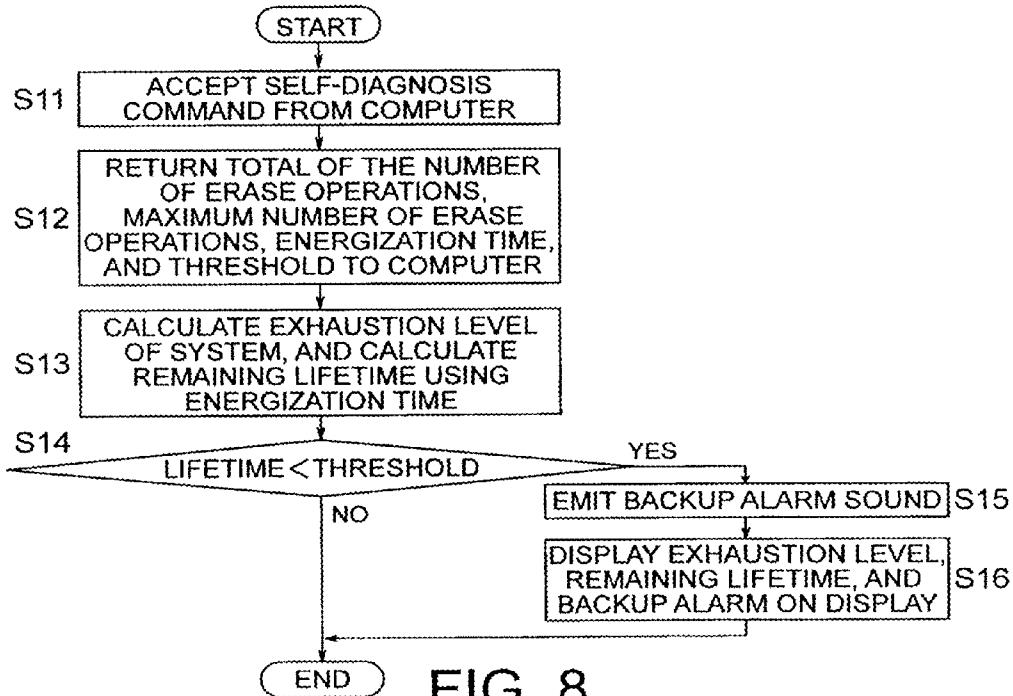 START
S11
ACCEPT SELF-DIAGNOSIS
COMMAND FROM COMPUTER
S12
RETURN TOTAL OF THE NUMBER
OF ERASE OPERATIONS,
MAXIMUM NUMBER OF ERASE
OPERATIONS, ENERGIZATION TIME,
AND THRESHOLD TO COMPUTER
S13
CALCULATE EXHAUSTION LEVEL
OF SYSTEM, AND CALCULATE
REMAINING LIFETIME USING
ENERGIZATION TIME
S14
LIFETIME<THRESHOLD
YES
NO
EMIT BACKUP ALARM SOUND
S15
DISPLAY EXHAUSTION LEVEL,
REMAINING LIFETIME, AND
BACKUP ALARM ON DISPLAY
S16
END
FIG. 8